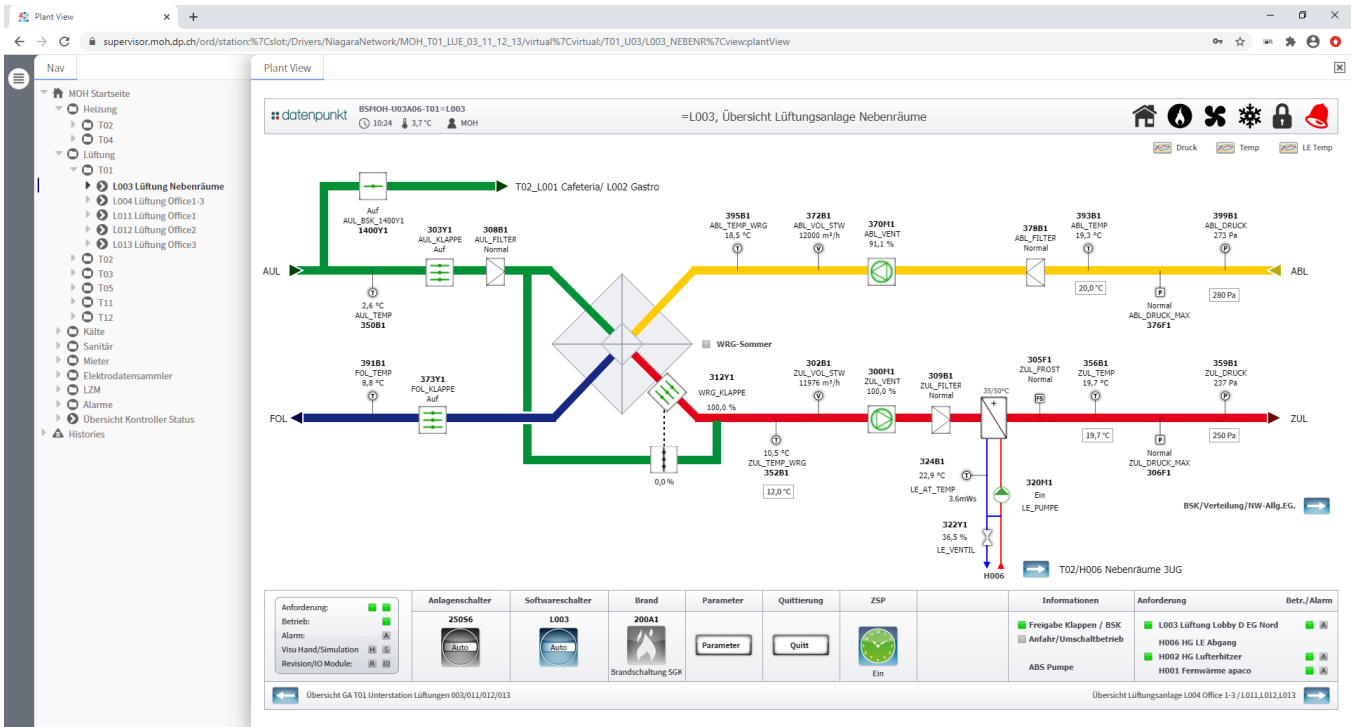 Plant View
supervisor.moh.dp.ch/ord/station:%7Cslot:/Drivers/NiagaraNetwork/MOH_T01_LUE_03_11_12_13/virtual%7Cvirtual:/T01_U03/L003_NEBENR%7Cview:plantView
Nav
Plant View
MOH Startseite
Heizung
T02
T04
Lüftung
T01
L003 Lüftung Nebenräume
L004 Lüftung Office1-3
L011 Lüftung Office1
L012 Lüftung Office2
L013 Lüftung Office3
T02
T03
T05
T11
T12
Kälte
Sanitär
Mieter
Elektrodatensammler
LZM
Alarme
Übersicht Kontroller Status
Histories
datenpunkt
BSMOH-U03A06-T01=L003
10:24 3,7 °C MOH
=L003, Übersicht Lüftungsanlage Nebenräume
Druck Temp LE Temp
T02_L001 Cafeteria/ L002 Gastro
Auf
AUL_BSK_1400Y1
1400Y1
303Y1
AUL_KLAPPE
Auf
308B1
AUL_FILTER
Normal
395B1
ABL_TEMP_WRG
18,5 °C
T
372B1
ABL_VOL_STW
12000 m³/h
V
370M1
ABL_VENT
91,1 %
378B1
ABL_FILTER
Normal
393B1
ABL_TEMP
19,3 °C
T
399B1
ABL_DRUCK
273 Pa
P
AUL
ABL
T
2,6 °C
AUL_TEMP
350B1
20,0 °C
P
Normal
ABL_DRUCK_MAX
376F1
280 Pa
WRG-Sommer
391B1
FOL_TEMP
8,8 °C
T
373Y1
FOL_KLAPPE
Auf
312Y1
WRG_KLAPPE
100,0 %
302B1
ZUL_VOL_STW
11976 m³/h
V
300M1
ZUL_VENT
100,0 %
309B1
ZUL_FILTER
Normal
35/50°C
305F1
ZUL_FROST
Normal
FS
356B1
ZUL_TEMP
19,7 °C
T
359B1
ZUL_DRUCK
237 Pa
P
FOL
ZUL
T
10,5 °C
ZUL_TEMP_WRG
352B1
12,0 °C
0,0 %
19,7 °C
P
Normal
ZUL_DRUCK_MAX
306F1
250 Pa
324B1
22,9 °C T
LE_AT_TEMP
3.6mWs
320M1
Ein
LE_PUMPE
322Y1
36,5 %
LE_VENTIL
H006
BSK/Verteilung/NW-Allg.EG.
T02/H006 Nebenräume 3UG
Anforderung:
Betrieb:
Alarm: A
Visu Hand/Simulation H S
Revision/IO Module: R IO
Anlagenschalter
250S6
Auto
Softwareschalter
L003
Auto
Brand
200A1
Brandschaltung SGK
Parameter
Parameter
Quittierung
Quitt
ZSP
Ein
Informationen
Freigabe Klappen / BSK
Anfahr/Umschaltbetrieb
ABS Pumpe
Anforderung Betr./Alarm
L003 Lüftung Lobby D EG Nord A
H006 HG LE Abgang
H002 HG Lufterhitzer A
H001 Fernwärme apaco A
Übersicht GA T01 Unterstation Lüftungen 003/011/012/013
Übersicht Lüftungsanlage L004 Office 1-3 / L011,L012,L013